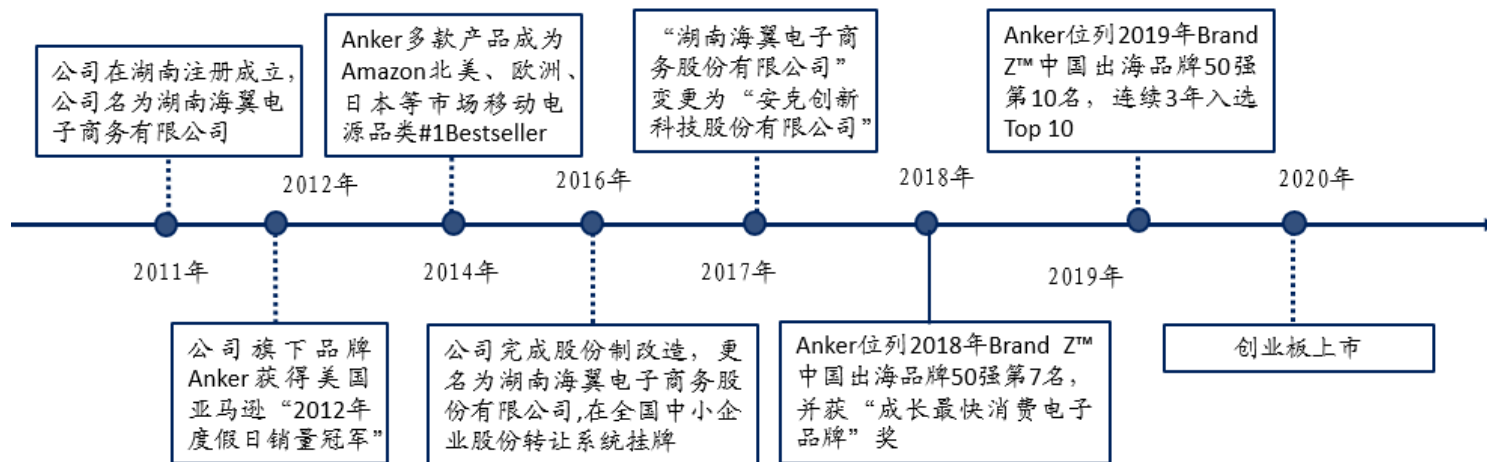 公司在湖南注册成立，
公司名为湖南海翼电
子商务有限公司
Anker多款产品成为
Amazon北美、欧洲、
日本等市场移动电
源品类#1Bestseller
“湖南海翼电子商
务股份有限公司”
变更为“安克创新
科技股份有限公司”
Anker位列2019年Brand
Z™中国出海品牌50强
第10名，连续3年入选
Top 10
2012年
2016年
2018年
2020年
2011年
2014年
2017年
2019年
公司旗下品牌
Anker获得美国
亚马逊“2012年
度假日销量冠军”
公司完成股份制改造，更
名为湖南海翼电子商务股
份有限公司,在全国中小企
业股份转让系统挂牌
Anker位列2018年Brand Z™
中国出海品牌50强第7名，
并获“成长最快消费电子
品牌”奖
创业板上市